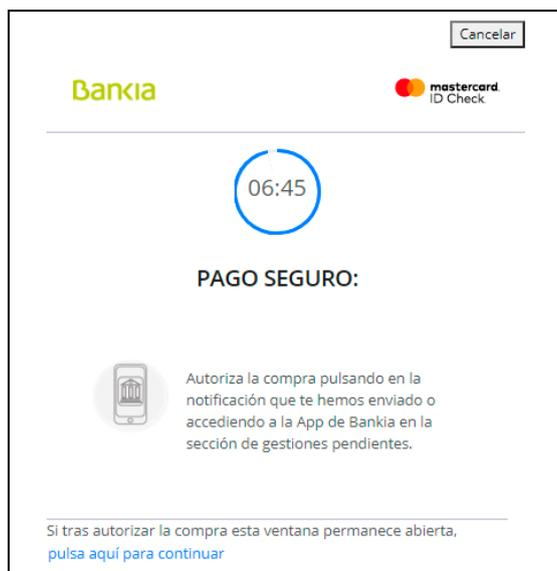 Cancelar
Bankia
mastercard
ID Check
06:45
PAGO SEGURO:
Autoriza la compra pulsando en la
notificación que te hemos enviado o
accediendo a la App de Bankia en la
sección de gestiones pendientes.
Si tras autorizar la compra esta ventana permanece abierta,
pulsa aquí para continuar